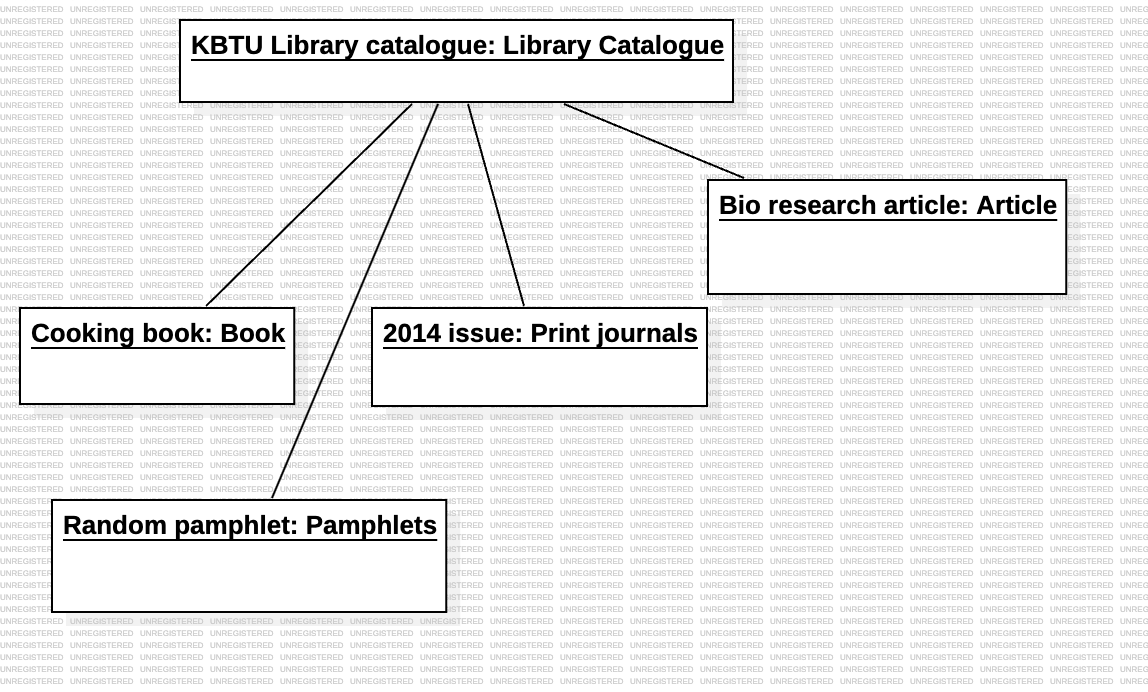 KBTU Library catalogue: Library Catalogue
Bio research article: Article
Cooking book: Book
2014 issue: Print journals
Random pamphlet: Pamphlets
UNREGISTERED